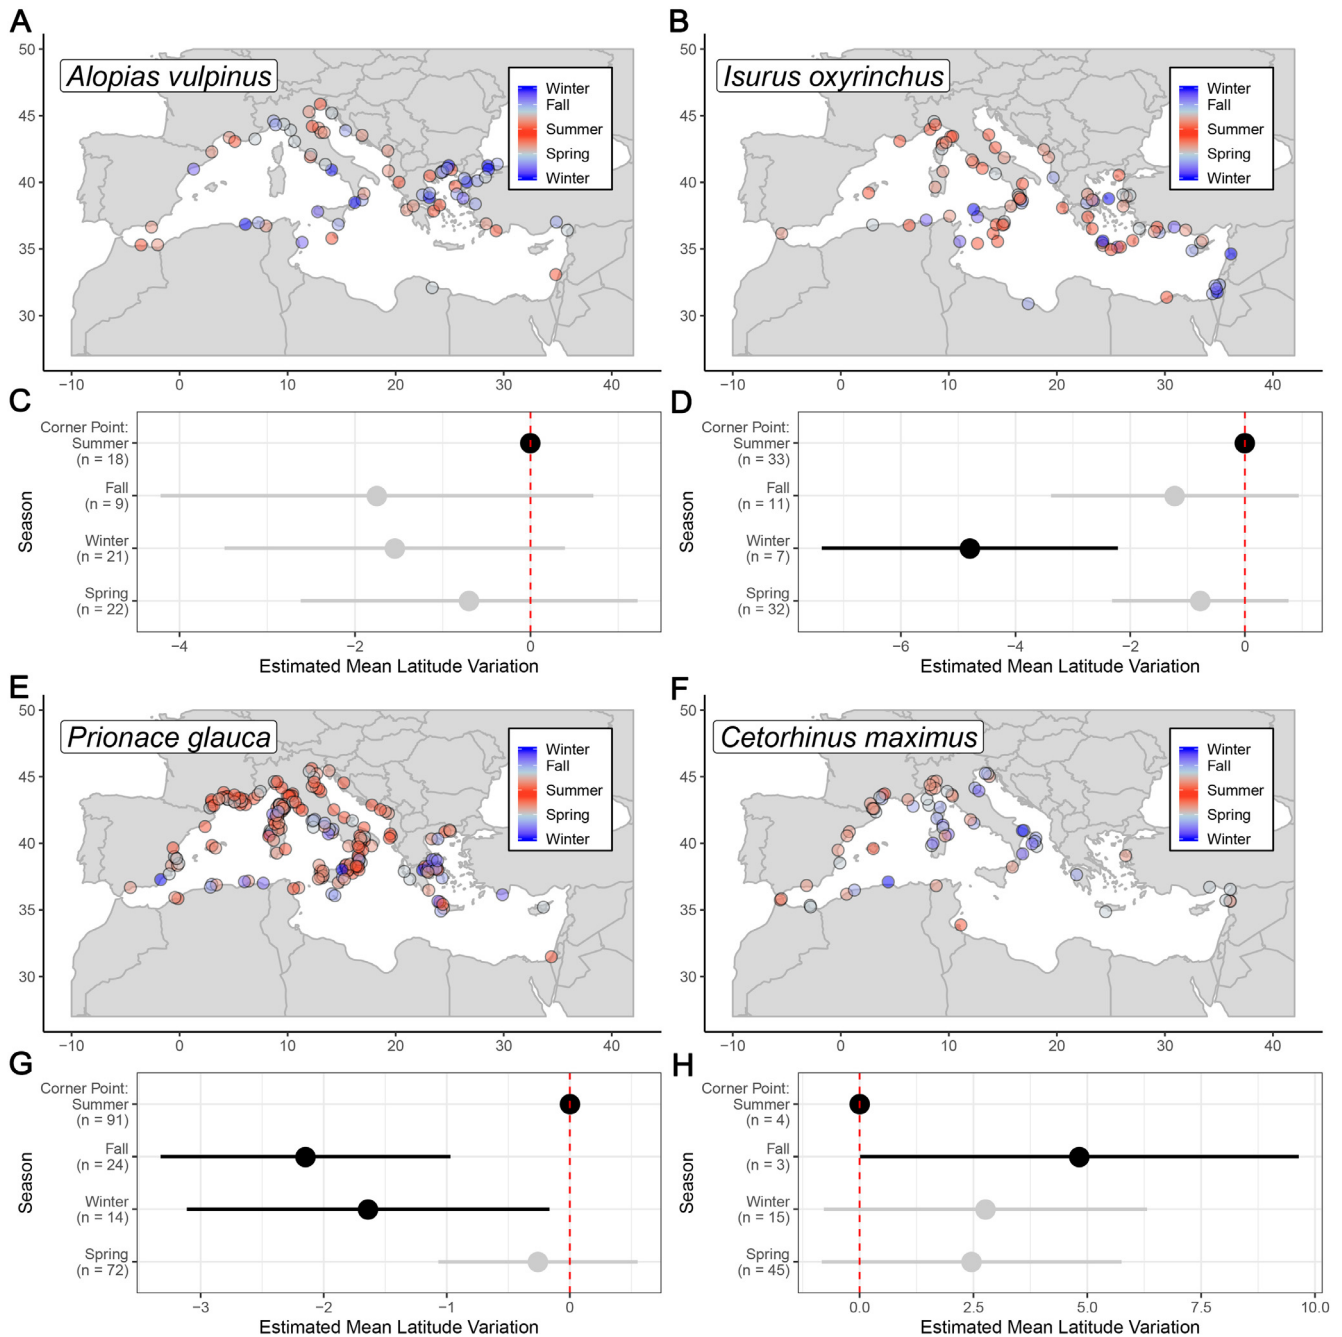 A
B
50
45
40
35
30
Alopias vulpinus
Winter
Fall
Summer
Spring
Winter
−10
0
10
20
30
40
50
45
40
35
30
Isurus oxyrinchus
Winter
Fall
Summer
Spring
Winter
−10
0
10
20
30
40
C
Season
Corner Point:
Summer
(n = 18)
Fall
(n = 9)
Winter
(n = 21)
Spring
(n = 22)
−4
−2
0
Estimated Mean Latitude Variation
D
Season
Corner Point:
Summer
(n = 33)
Fall
(n = 11)
Winter
(n = 7)
Spring
(n = 32)
−6
−4
−2
0
Estimated Mean Latitude Variation
E
50
45
40
35
30
Prionace glauca
Winter
Fall
Summer
Spring
Winter
−10
0
10
20
30
40
F
50
45
40
35
30
Cetorhinus maximus
Winter
Fall
Summer
Spring
Winter
−10
0
10
20
30
40
G
Season
Corner Point:
Summer
(n = 91)
Fall
(n = 24)
Winter
(n = 14)
Spring
(n = 72)
−3
−2
−1
0
Estimated Mean Latitude Variation
H
Season
Corner Point:
Summer
(n = 4)
Fall
(n = 3)
Winter
(n = 15)
Spring
(n = 45)
0.0
2.5
5.0
7.5
10.0
Estimated Mean Latitude Variation